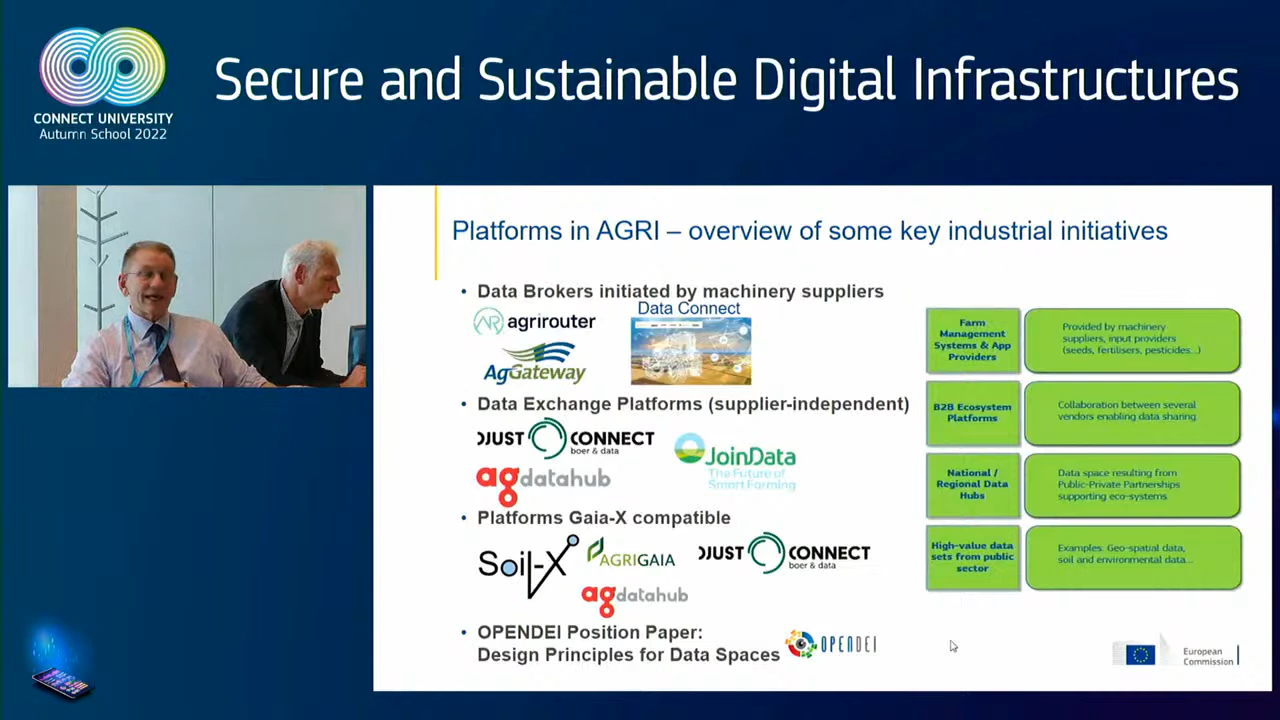 Secure and Sustainable Digital Infrastructures
CONNECT UNIVERSITY
Autumn School 2022
Platforms in AGRI – overview of some key industrial initiatives
• Data Brokers initiated by machinery suppliers
Data Connect
AR agrirouter
AgGateway
• Data Exchange Platforms (supplier-independent)
DJUST CONNECT
boer & data
JoinData
The Future of
Smart Farming
agdatahub
• Platforms Gaia-X compatible
Soil-X
AGRIGAIA
DJUST CONNECT
boer & data
agdatahub
• OPENDEI Position Paper:
Design Principles for Data Spaces
OPENDEI
Farm
Management
Systems & App
Providers
Provided by machinery
suppliers, input providers
(seeds, fertilisers, pesticides...)
B2B Ecosystem
Platforms
Collaboration between several
vendors enabling data sharing.
National /
Regional Data
Hubs
Data space resulting from
Public-Private Partnerships
supporting eco-systems
High-value data
sets from public
sector
Examples: Geo-spatial data,
soil and environmental data...
European
Commission